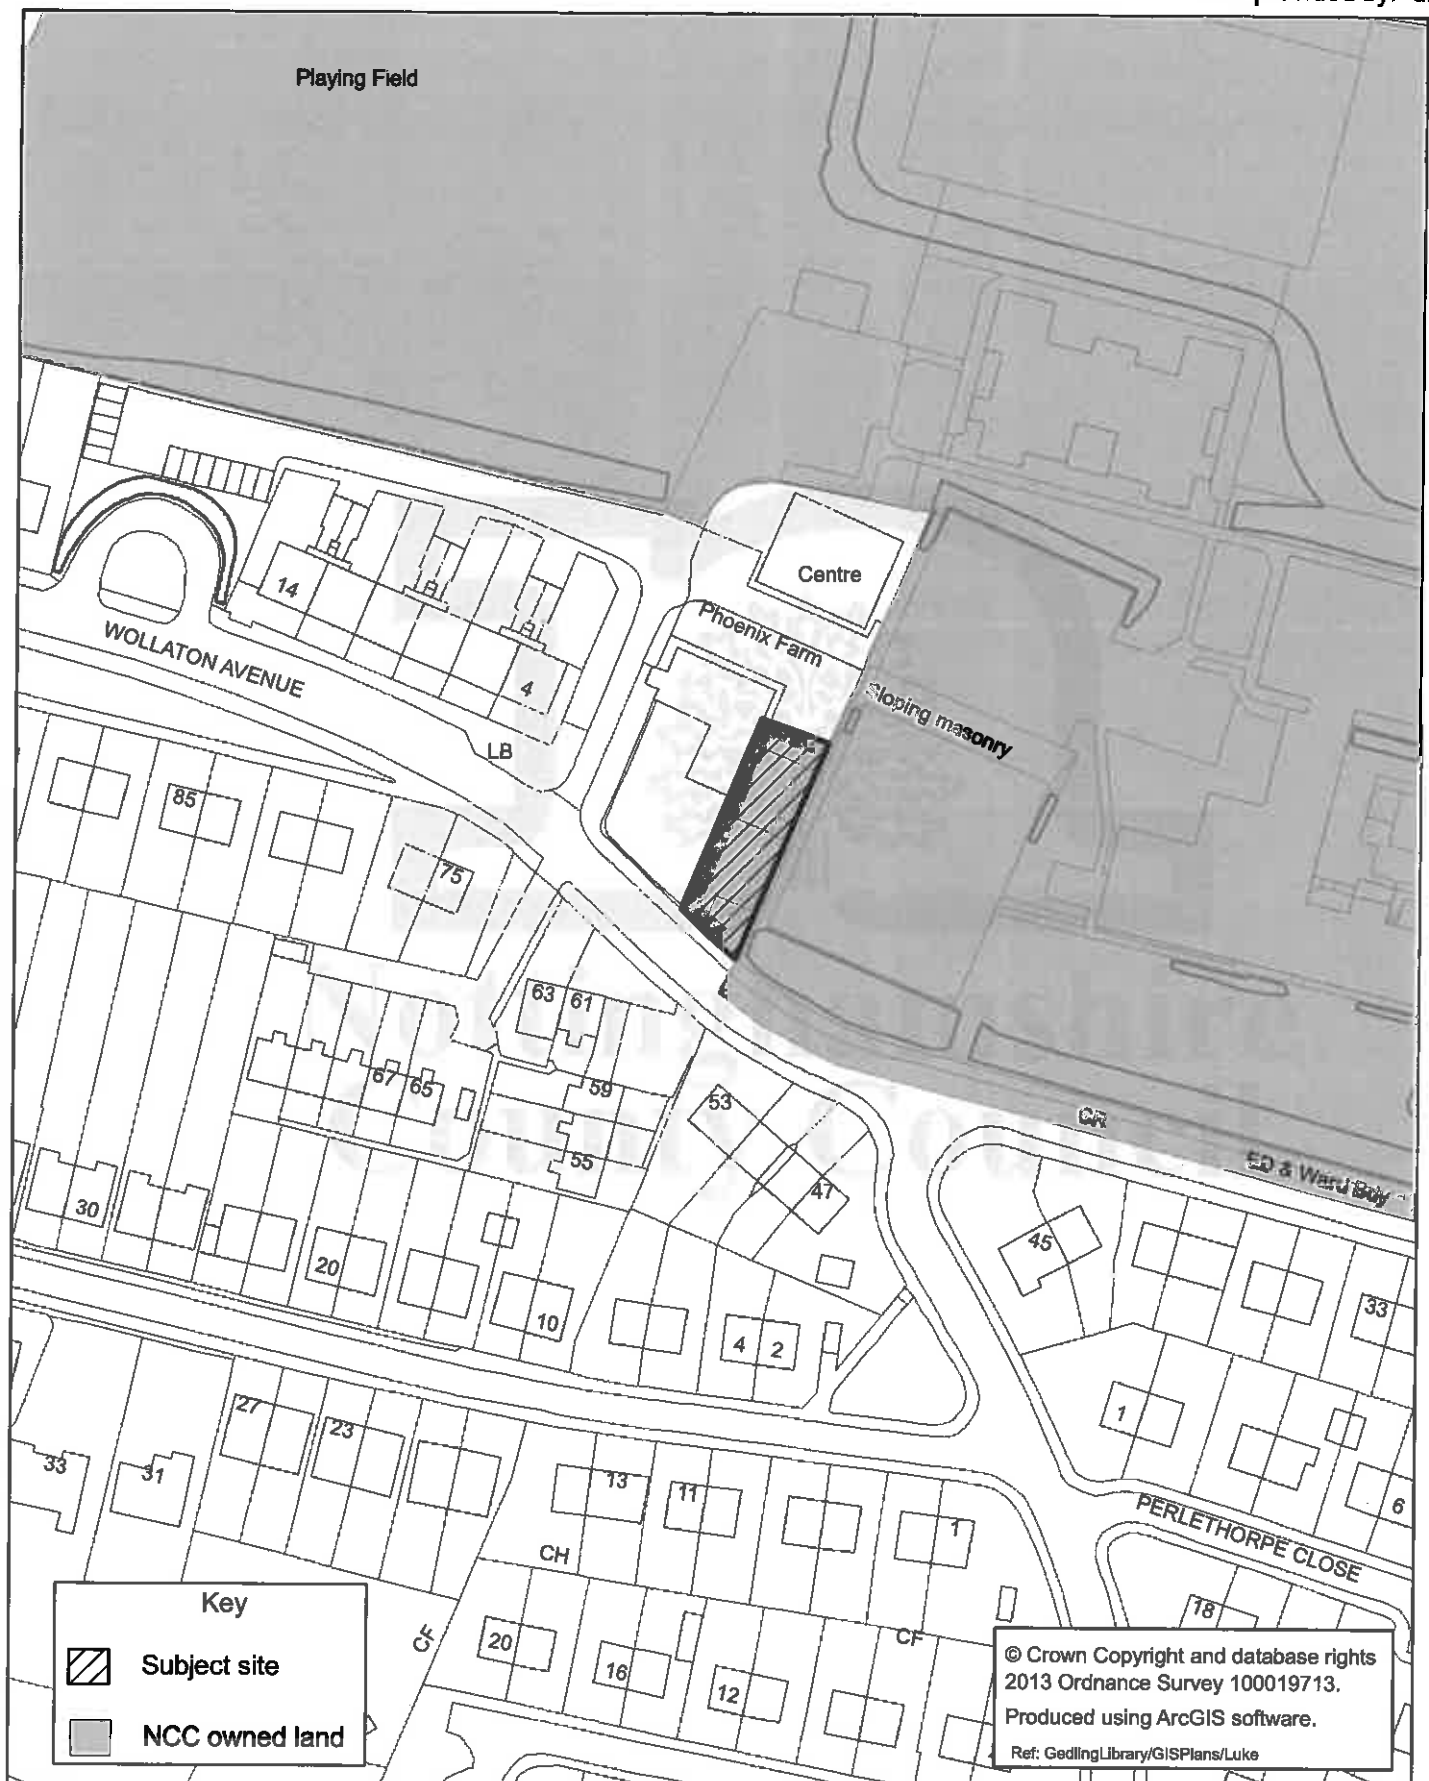 Playing Field
Centre
Phoenix Farm
Sloping masonry
14
WOLLATON AVENUE
4
LB
85
75
63
61
67
65
59
53
55
47
CR
ED & Ward Bdy
45
33
30
20
10
4
2
1
27
23
33
31
13
11
1
6
PERLETHORPE CLOSE
CH
CF
CF
18
20
16
12
Nottinghamshire
County Council
Key
Subject site
NCC owned land
© Crown Copyright and database rights
2013 Ordnance Survey 100019713.
Produced using ArcGIS software.
Ref: GedlingLibrary/GISPlans/Luke